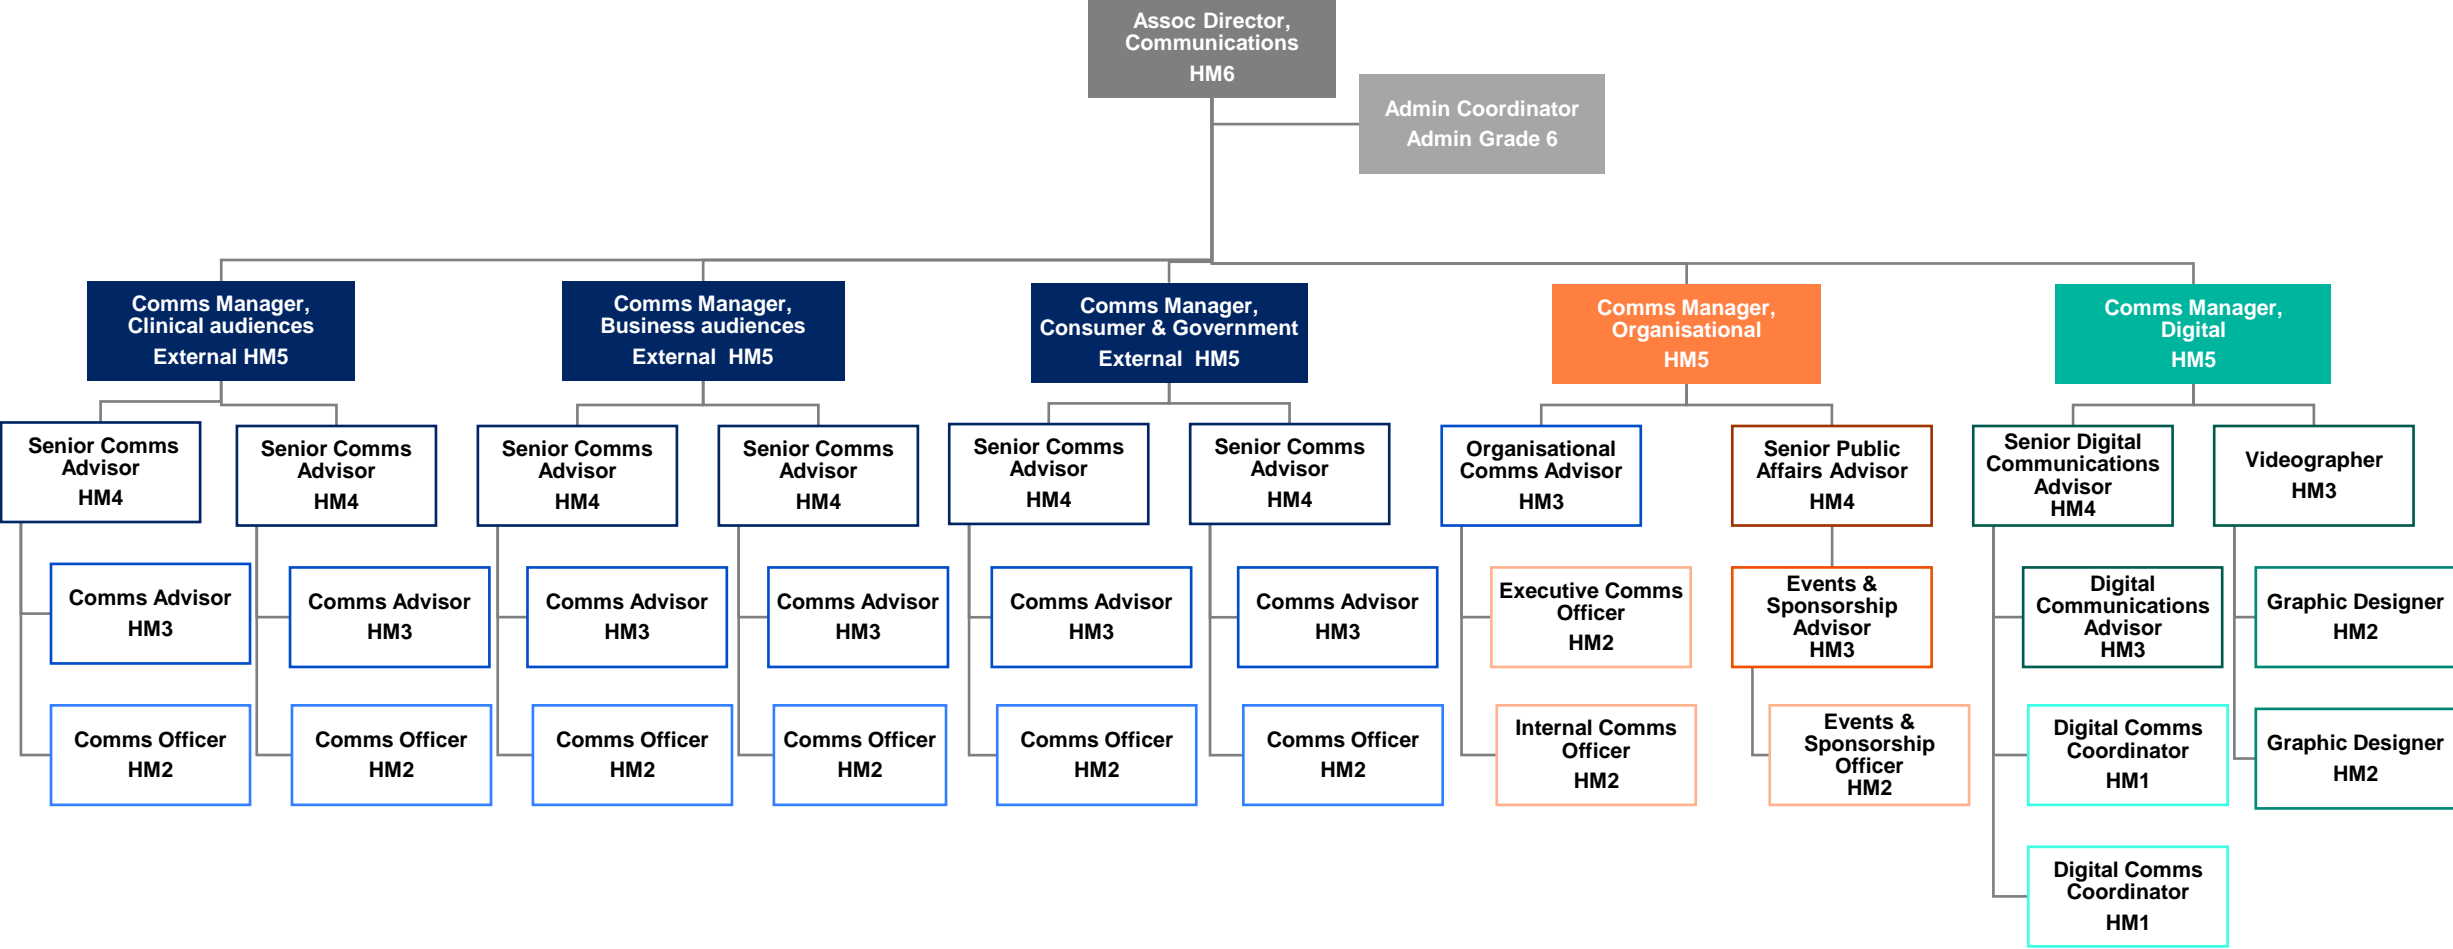 Assoc Director,
Communications
HM6
Admin Coordinator
Admin Grade 6
Comms Manager,
Clinical audiences
External HM5
Comms Manager,
Business audiences
External HM5
Comms Manager,
Consumer & Government
External HM5
Comms Manager,
Organisational
HM5
Comms Manager,
Digital
HM5
Senior Comms
Advisor
HM4
Senior Comms
Advisor
HM4
Senior Comms
Advisor
HM4
Senior Comms
Advisor
HM4
Senior Comms
Advisor
HM4
Senior Comms
Advisor
HM4
Organisational
Comms Advisor
HM3
Senior Public
Affairs Advisor
HM4
Senior Digital
Communications
Advisor
HM4
Videographer
HM3
Comms Advisor
HM3
Comms Advisor
HM3
Comms Advisor
HM3
Comms Advisor
HM3
Comms Advisor
HM3
Comms Advisor
HM3
Executive Comms
Officer
HM2
Events &
Sponsorship
Advisor
HM3
Digital
Communications
Advisor
HM3
Graphic Designer
HM2
Comms Officer
HM2
Comms Officer
HM2
Comms Officer
HM2
Comms Officer
HM2
Comms Officer
HM2
Comms Officer
HM2
Internal Comms
Officer
HM2
Events &
Sponsorship
Officer
HM2
Digital Comms
Coordinator
HM1
Graphic Designer
HM2
Digital Comms
Coordinator
HM1